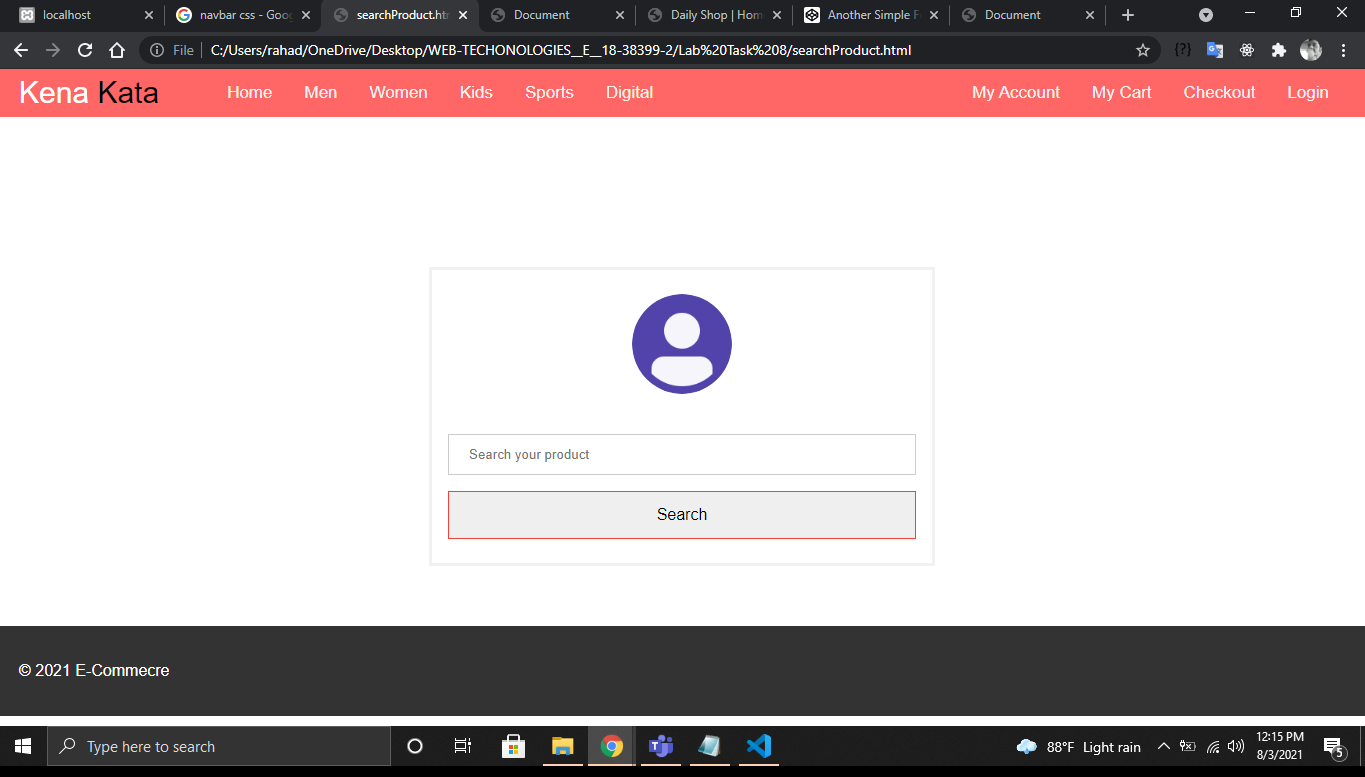 localhost
navbar css - Goog
searchProduct.htm
Document
Daily Shop | Hom
Another Simple F
Document
File C:/Users/rahad/OneDrive/Desktop/WEB-TECHONOLOGIES__E__18-38399-2/Lab%20Task%208/searchProduct.html
{?}
Kena Kata Home Men Women Kids Sports Digital My Account My Cart Checkout Login
Search your product
Search
© 2021 E-Commecre
Type here to search
88°F Light rain
12:15 PM
8/3/2021
5